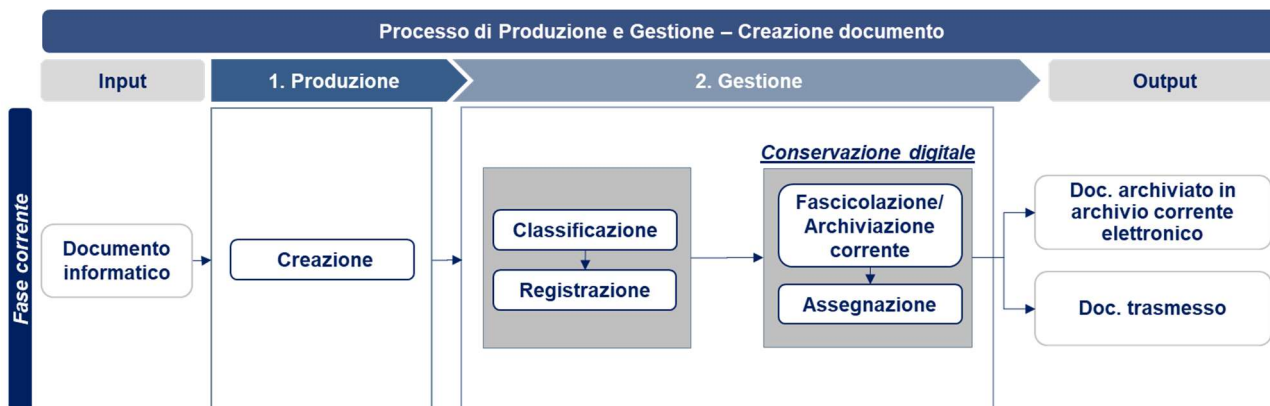 Processo di Produzione e Gestione – Creazione documento
Input
1. Produzione
2. Gestione
Output
Fase corrente
Documento
informatico
Creazione
Classificazione
Registrazione
Conservazione digitale
Fascicolazione/
Archiviazione
corrente
Assegnazione
Doc. archiviato in
archivio corrente
elettronico
Doc. trasmesso